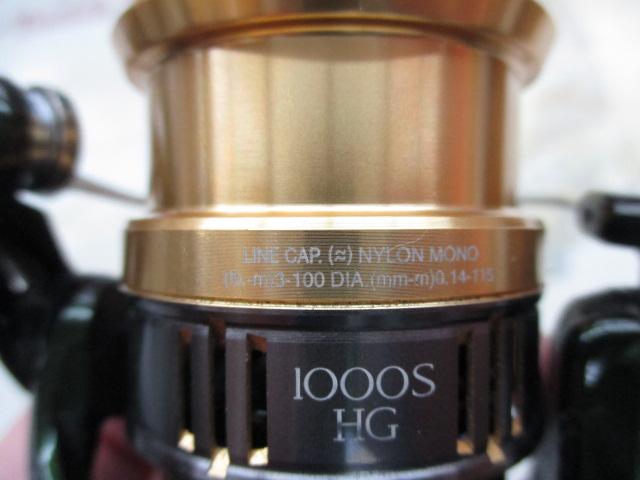 LINE CAP. (≈) NYLON MONO
(lb.-m)3-100 DIA.(mm-m)0.14-115
1000S
HG